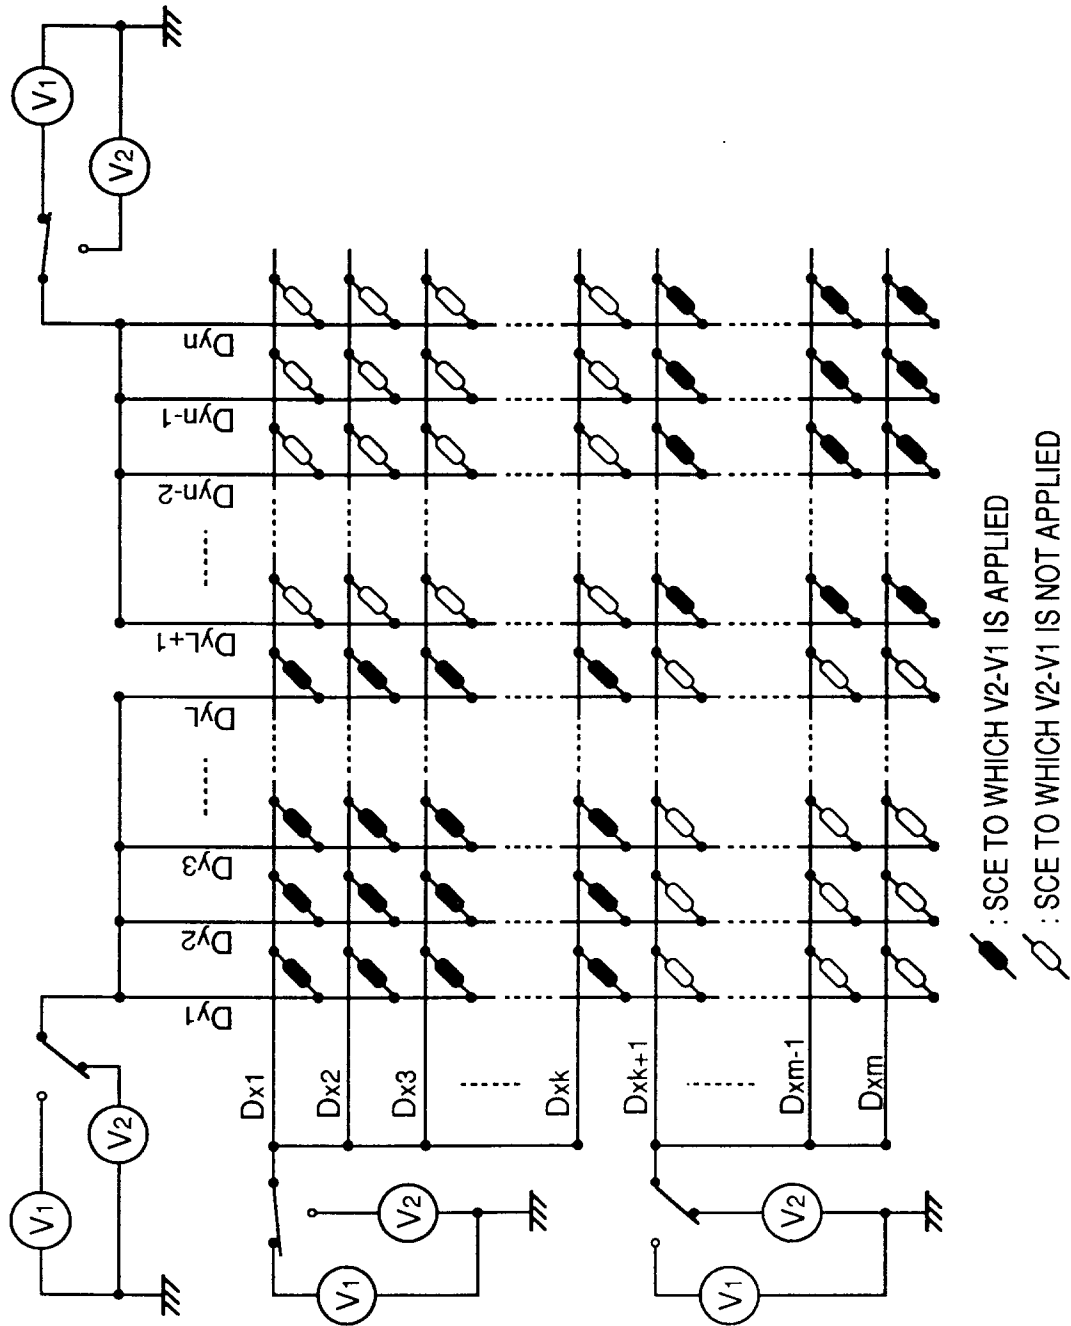 V1
V2
V1
V2
Dy1
Dy2
Dy3
DyL
DyL+1
Dyn-2
Dyn-1
Dyn
Dx1
Dx2
Dx3
Dxk
Dxk+1
Dxm-1
Dxm
V1
V2
V1
V2
: SCE TO WHICH V2-V1 IS APPLIED
: SCE TO WHICH V2-V1 IS NOT APPLIED